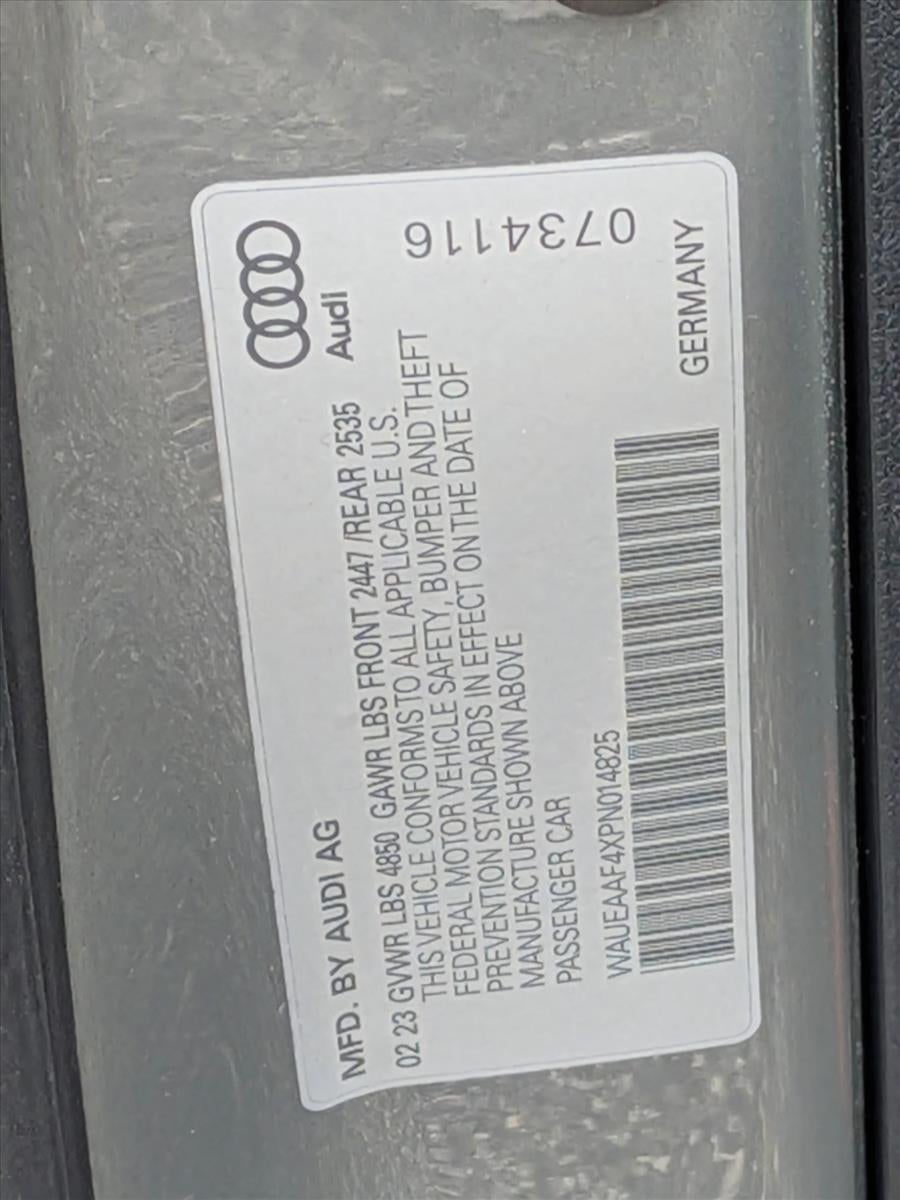 Audi
MFD. BY AUDI AG
02 23 GVWR LBS 4850 GAWR LBS FRONT 2447 /REAR 2535
THIS VEHICLE CONFORMS TO ALL APPLICABLE U.S.
FEDERAL MOTOR VEHICLE SAFETY, BUMPER AND THEFT
PREVENTION STANDARDS IN EFFECT ON THE DATE OF
MANUFACTURE SHOWN ABOVE
PASSENGER CAR
0734116
WAUEAAF4XPN014825
GERMANY